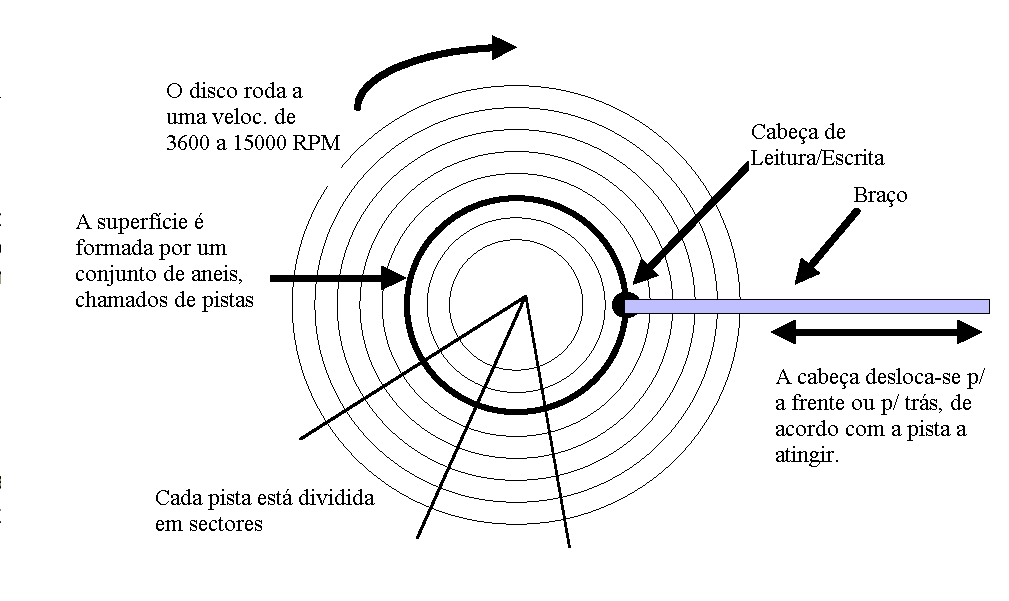 O disco roda a
uma veloc. de
3600 a 15000 RPM
Cabeça de
Leitura/Escrita
Braço
A superfície é
formada por um
conjunto de aneis,
chamados de pistas
A cabeça desloca-se p/
a frente ou p/ trás, de
acordo com a pista a
atingir.
Cada pista está dividida
em sectores